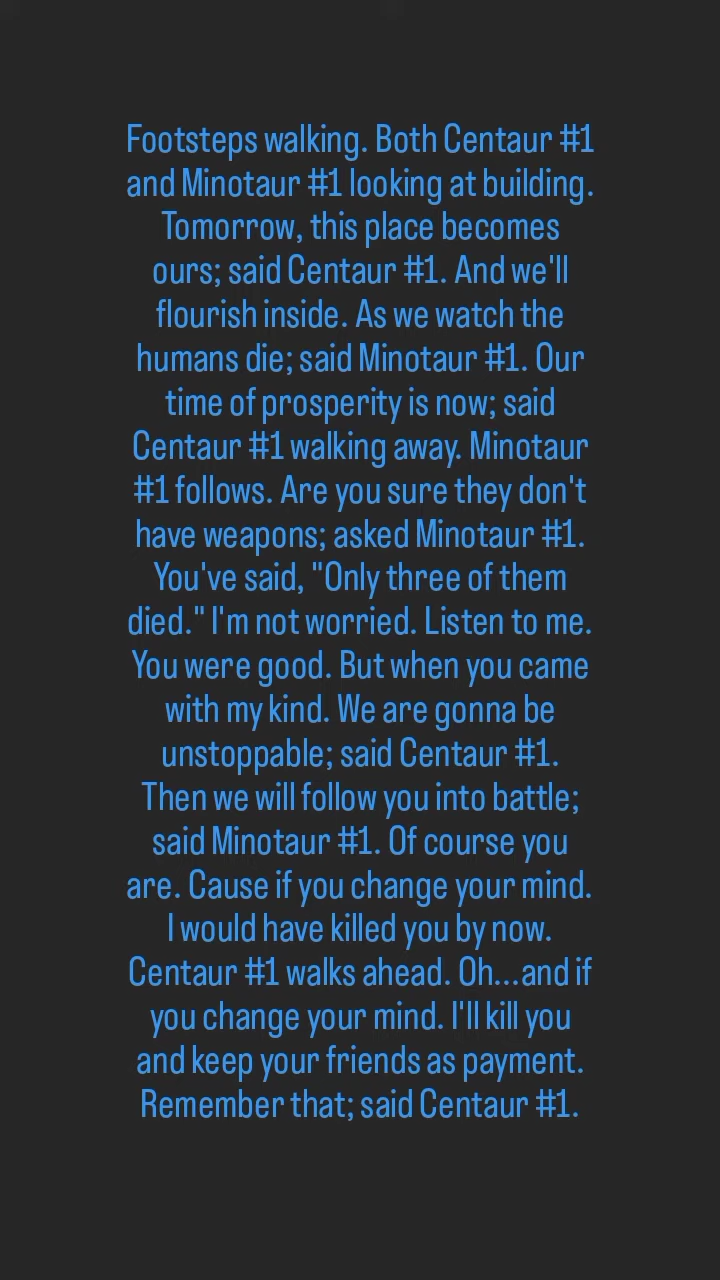 Footsteps walking. Both Centaur #1
and Minotaur #1 looking at building.
Tomorrow, this place becomes
ours; said Centaur #1. And we'll
flourish inside. As we watch the
humans die; said Minotaur #1. Our
time of prosperity is now; said
Centaur #1 walking away. Minotaur
#1 follows. Are you sure they don't
have weapons; asked Minotaur #1.
You've said, "Only three of them
died." I'm not worried. Listen to me.
You were good. But when you came
with my kind. We are gonna be
unstoppable; said Centaur #1.
Then we will follow you into battle;
said Minotaur #1. Of course you
are. Cause if you change your mind.
I would have killed you by now.
Centaur #1 walks ahead. Oh...and if
you change your mind. I'll kill you
and keep your friends as payment.
Remember that; said Centaur #1.